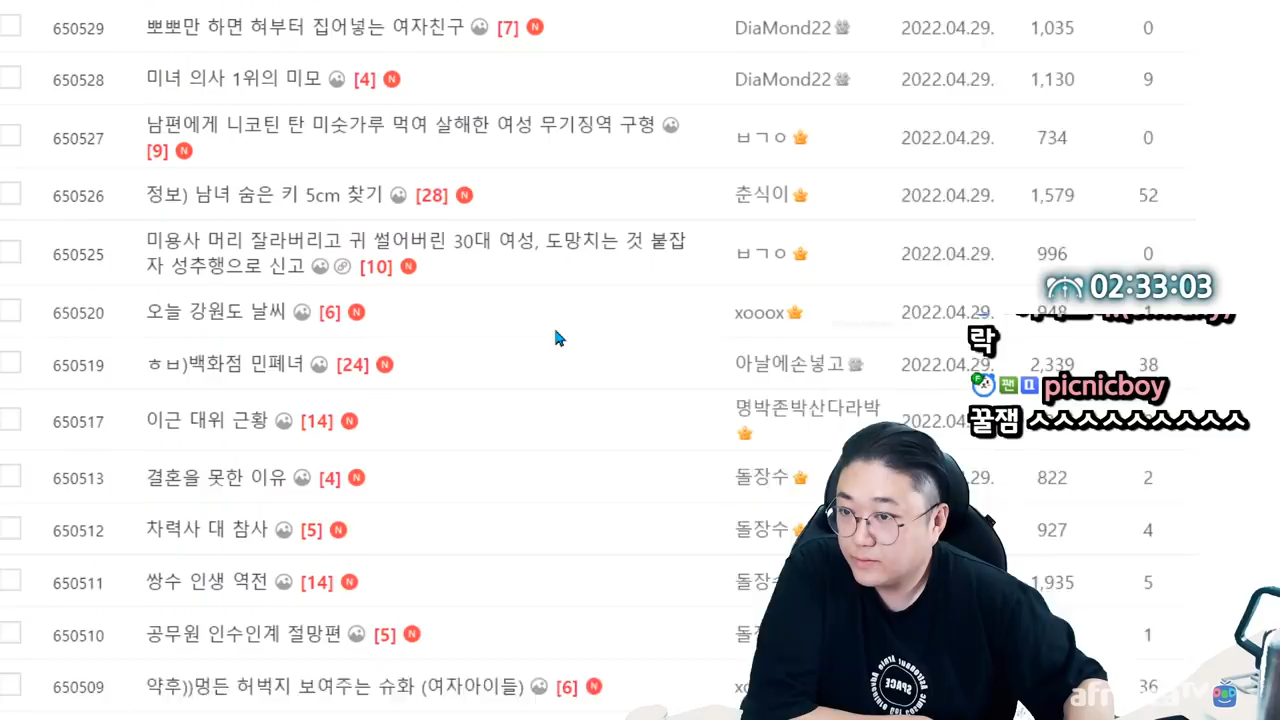 650529 뽀뽀만 하면 혀부터 집어넣는 여자친구 [7] N DiaMond22 2022.04.29. 1,035 0
650528 미녀 의사 1위의 미모 [4] N DiaMond22 2022.04.29. 1,130 9
650527 남편에게 니코틴 탄 미숫가루 먹여 살해한 여성 무기징역 구형 ㅂㄱㅇ 2022.04.29. 734 0
[9] N
650526 정보) 남녀 숨은 키 5cm 찾기 [28] N 춘식이 2022.04.29. 1,579 52
650525 미용사 머리 잘라버리고 귀 썰어버린 30대 여성, 도망치는 것 붙잡 ㅂㄱㅇ 2022.04.29. 996 0
자 성추행으로 신고 [10] N
02:33:03
650520 오늘 강원도 날씨 [6] N xooox 2022.04.29. 948 1
락
650519 ㅎㅂ)백화점 민폐녀 [24] N 아날에손넣고 2022.04.29. 2,339 38
F 팬 picnicboy
650517 이근 대위 근황 [14] N 명박존박산다라박
꿀잼 ㅅㅅㅅㅅㅅㅅㅅㅅㅅ
650513 결혼을 못한 이유 [4] N 돌장수 29. 822 2
650512 차력사 대 참사 [5] N 돌장수 927 4
650511 쌍수 인생 역전 [14] N 1,935 5
650510 공무원 인수인계 절망편 [5] N 1
650509 약후))멍든 허벅지 보여주는 슈화 (여자아이들) [6] N 36
SPACE